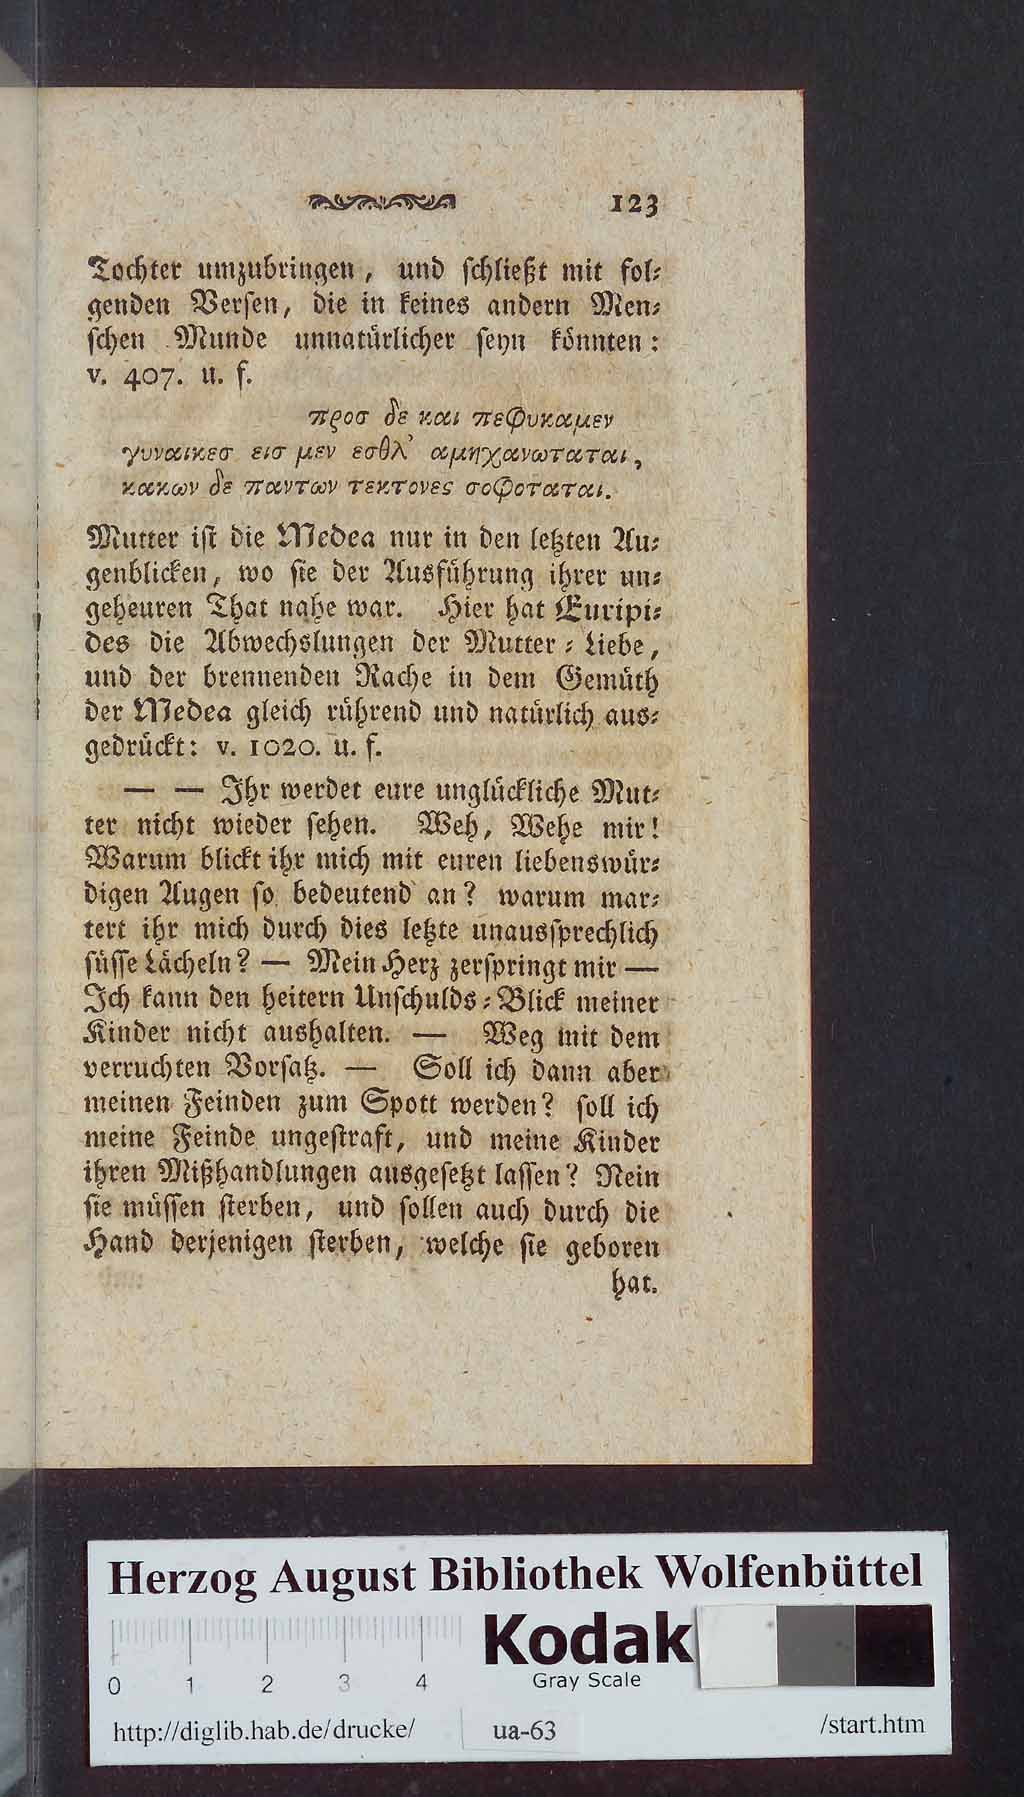 123
Tochter umzubringen, und schließt mit fol⸗
genden Versen, die in keines andern Men⸗
schen Munde unnatürlicher seyn könnten:
v. 407. u. f.
προσ δε και πεφυκαμεν
γυναικεσ εισ μεν εσθλ’ αμηχανωταται,
κακων δε παντων τεκτονες σοφοταται.
Mutter ist die Medea nur in den letzten Au⸗
genblicken, wo sie der Ausführung ihrer un⸗
geheuren That nahe war. Hier hat Euripi⸗
des die Abwechslungen der Mutter⸗Liebe,
und der brennenden Rache in dem Gemüth
der Medea gleich rührend und natürlich aus⸗
gedrückt: v. 1020. u. f.
— — Ihr werdet eure unglückliche Mut⸗
ter nicht wieder sehen. Weh, Wehe mir!
Warum blickt ihr mich mit euren liebenswür⸗
digen Augen so bedeutend an? warum mar⸗
tert ihr mich durch dies letzte unaussprechlich
süsse Lächeln? — Mein Herz zerspringt mir —
Ich kann den heitern Unschulds⸗Blick meiner
Kinder nicht aushalten. — Weg mit dem
verruchten Vorsatz. — Soll ich dann aber
meinen Feinden zum Spott werden? soll ich
meine Feinde ungestraft, und meine Kinder
ihren Mißhandlungen ausgesetzt lassen? Nein
sie müssen sterben, und sollen auch durch die
Hand derjenigen sterben, welche sie geboren
hat.
Herzog August Bibliothek Wolfenbüttel
Kodak
Gray Scale
0 1 2 3 4
http://diglib.hab.de/drucke/ ua-63 /start.htm